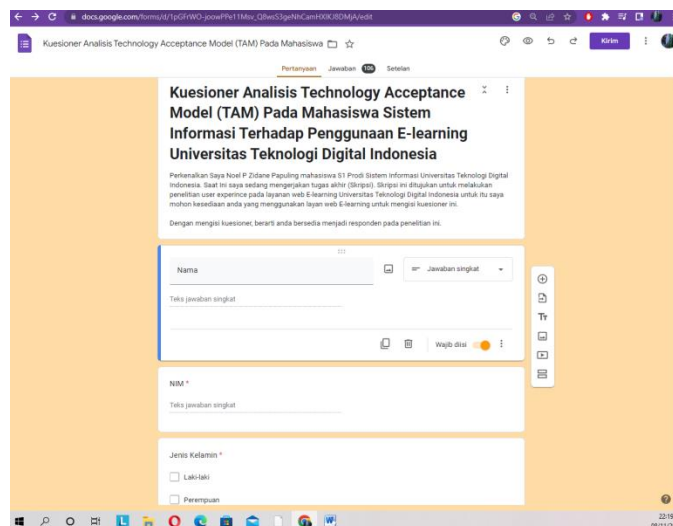 docs.google.com/forms/d/1pGFrWO-joowPFe11Msv_Q8wsS3geNhCamHXIKJ8DMjA/edit
Kuesioner Analisis Technology Acceptance Model (TAM) Pada Mahasiswa
Kirim
Pertanyaan Jawaban 106 Setelan
Kuesioner Analisis Technology Acceptance
Model (TAM) Pada Mahasiswa Sistem
Informasi Terhadap Penggunaan E-learning
Universitas Teknologi Digital Indonesia
Perkenalkan Saya Noel P Zidane Papuling mahasiswa S1 Prodi Sistem Informasi Universitas Teknologi Digital
Indonesia. Saat ini saya sedang mengerjakan tugas akhir (Skripsi). Skripsi ini ditujukan untuk melakukan
penelitian user experince pada layanan web E-learning Universitas Teknologi Digital Indonesia untuk itu saya
mohon kesediaan anda yang menggunakan layan web E-learning untuk mengisi kuesioner ini.
Dengan mengisi kuesioner, berarti anda bersedia menjadi responden pada penelitian ini.
Nama
Jawaban singkat
Teks jawaban singkat
Wajib diisi
NIM *
Teks jawaban singkat
Jenis Kelamin *
Laki-laki
Perempuan
22/19